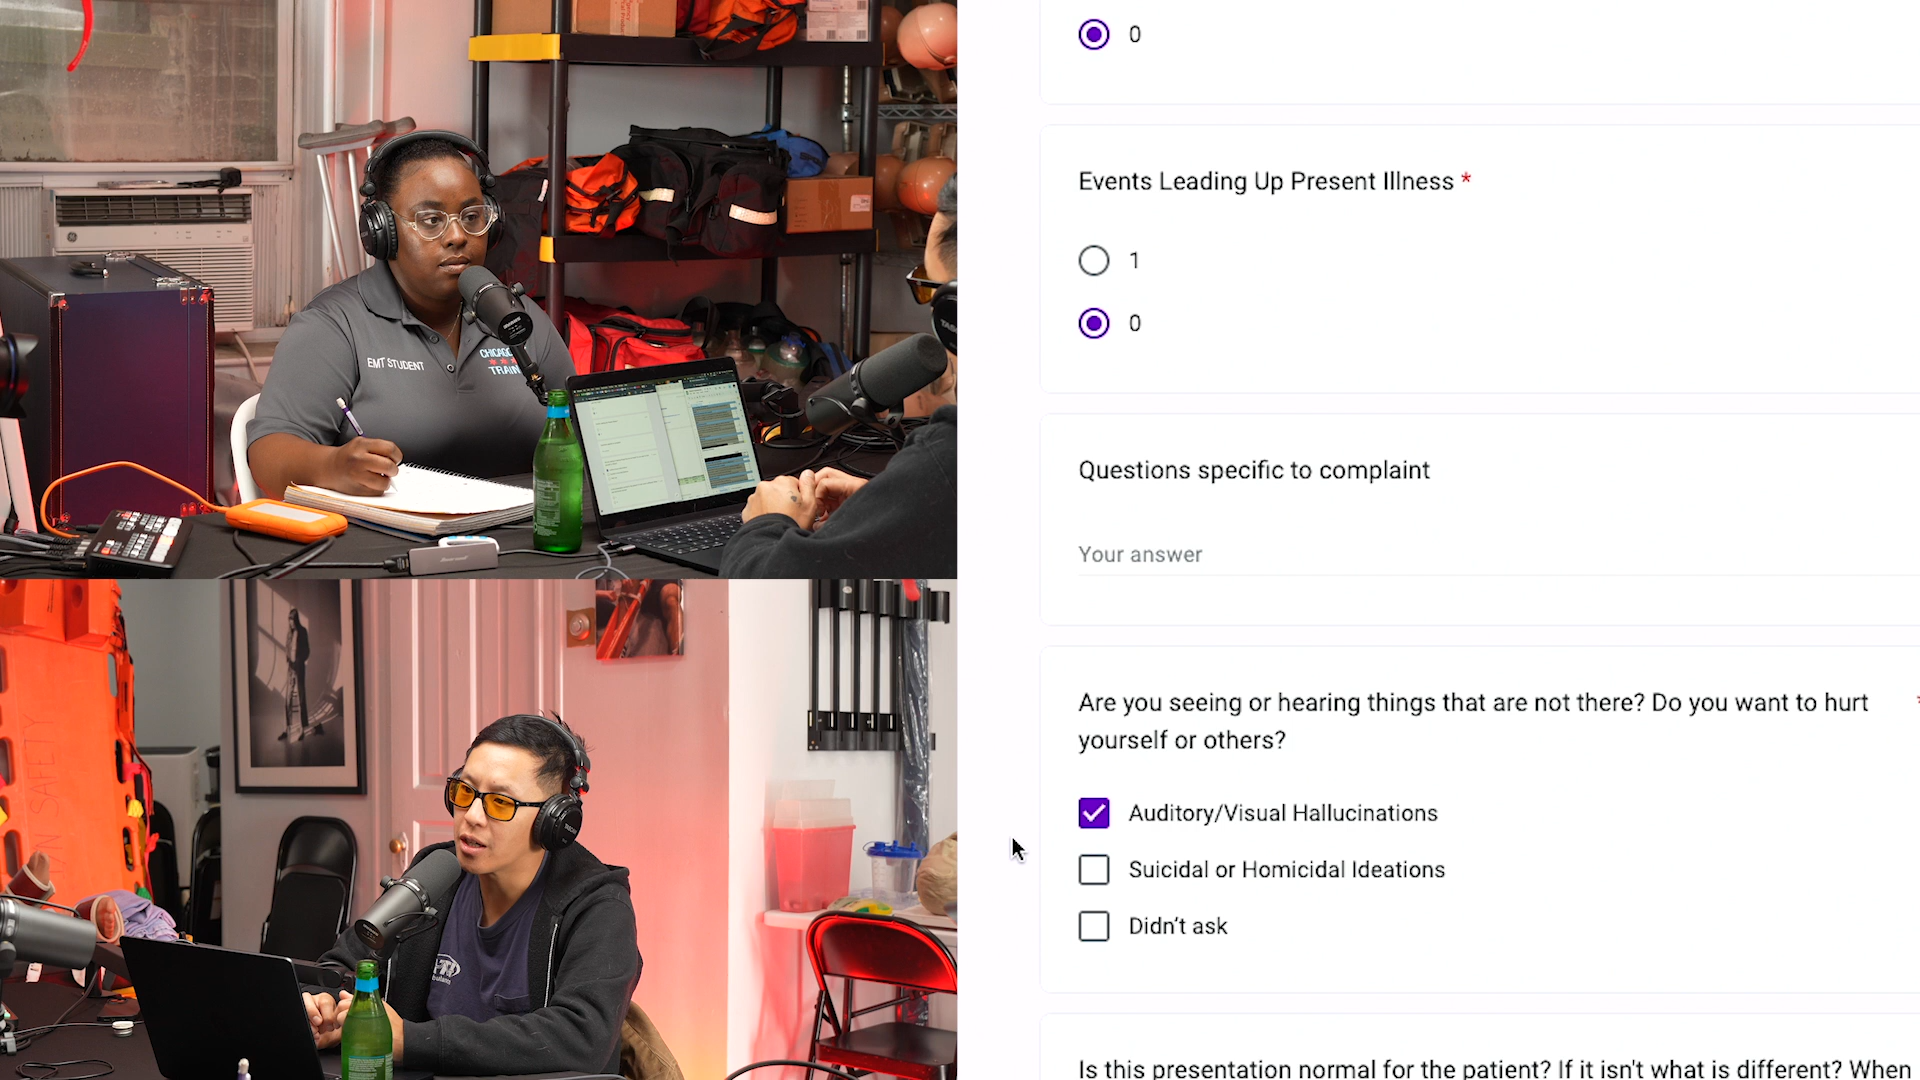 EMT STUDENT
CHICAGO
TRAIN
0
Events Leading Up Present Illness *
1
0
Questions specific to complaint
Your answer
Are you seeing or hearing things that are not there? Do you want to hurt *
yourself or others?
Auditory/Visual Hallucinations
Suicidal or Homicidal Ideations
Didn't ask
Is this presentation normal for the patient? If it isn't what is different? When